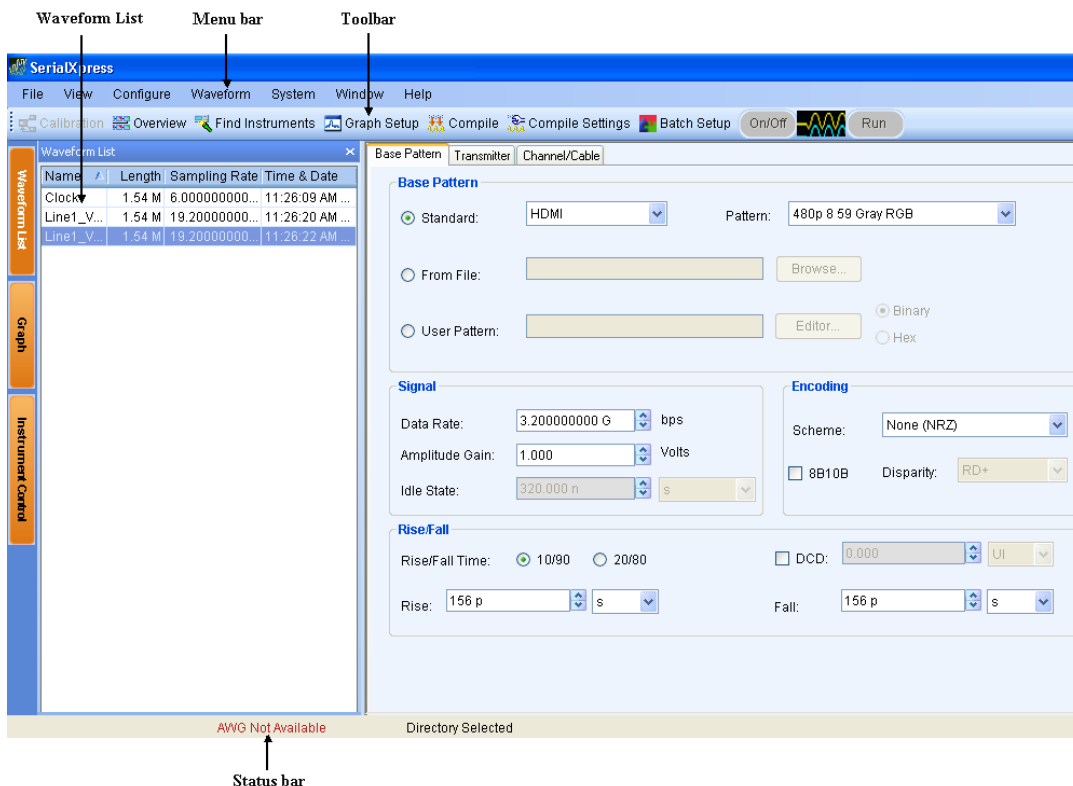 Waveform List Menu bar Toolbar
SerialXpress
File View Configure Waveform System Window Help
Calibration Overview Find Instruments Graph Setup Compile Compile Settings Batch Setup On/Off Run
Waveform List
Waveform List ×
Name Length Sampling Rate Time & Date
Clock 1.54 M 6.000000000... 11:26:09 AM ...
Line1_V... 1.54 M 19.20000000... 11:26:20 AM ...
Line1_V... 1.54 M 19.20000000... 11:26:22 AM ...
Graph
Instrument Control
Base Pattern Transmitter Channel/Cable
Base Pattern
Standard: HDMI Pattern: 480p 8 59 Gray RGB
From File: Browse...
User Pattern: Editor... Binary
Hex
Signal
Data Rate: 3.200000000 G bps
Amplitude Gain: 1.000 Volts
Idle State: 320.000 n s
Encoding
Scheme: None (NRZ)
8B10B Disparity: RD+
Rise/Fall
Rise/Fall Time: 10/90 20/80 DCD: 0.000 UI
Rise: 156 p s Fall: 156 p s
AWG Not Available Directory Selected
Status bar